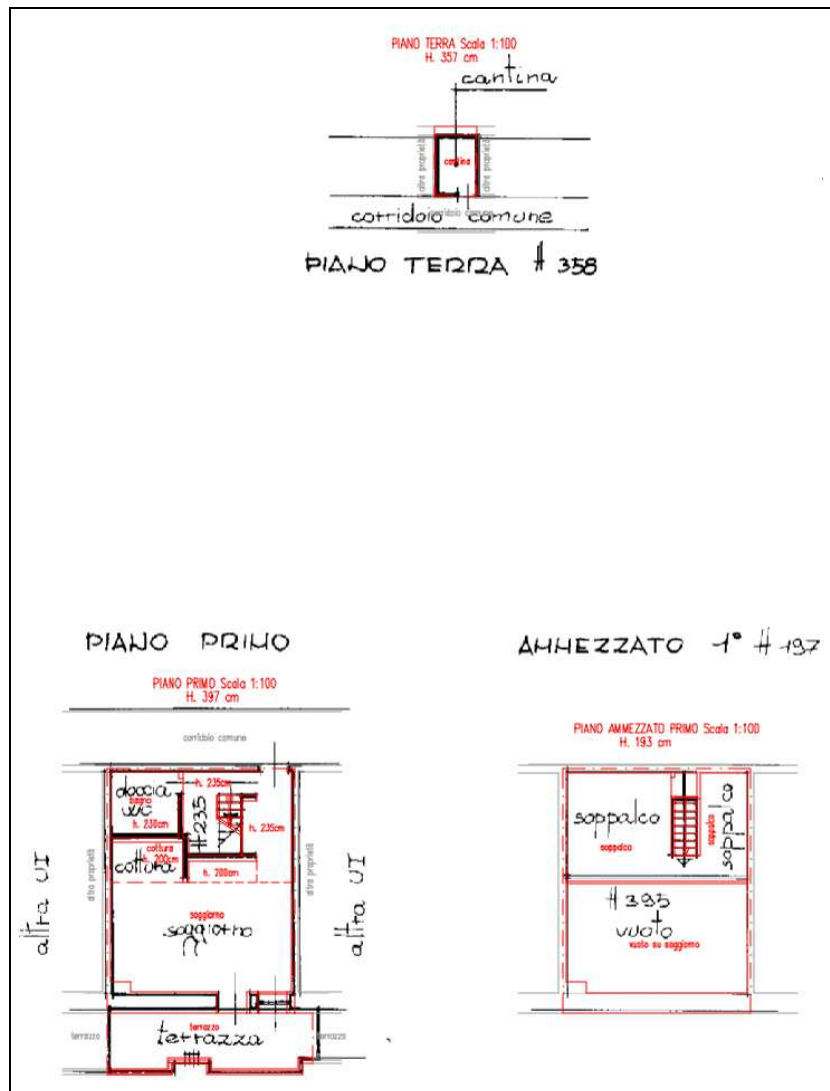 PIANO TERRA Scala 1:100
H. 357 cm
cantina
altra proprietà
cantina
altra proprietà
corridoio comune
corridoio comune
PIANO TERRA H 358
PIANO PRIMO
AMMEZZATO 1° H 197
PIANO PRIMO Scala 1:100
H. 397 cm
corridoio comune
PIANO AMMEZZATO PRIMO Scala 1:100
H. 193 cm
h. 235cm
doccia
WC
bagno
h. 230cm
H 235
h. 235cm
cottura
h. 200cm
cottura
h. 200cm
altra UI
altra proprietà
soggiorno
soggiorno
altra proprietà
altra UI
terrazzo
terrazzo
terrazza
terrazzo
soppalco
soppalco
soppalco
soppalco
H 395
vuoto
vuoto su soggiorno